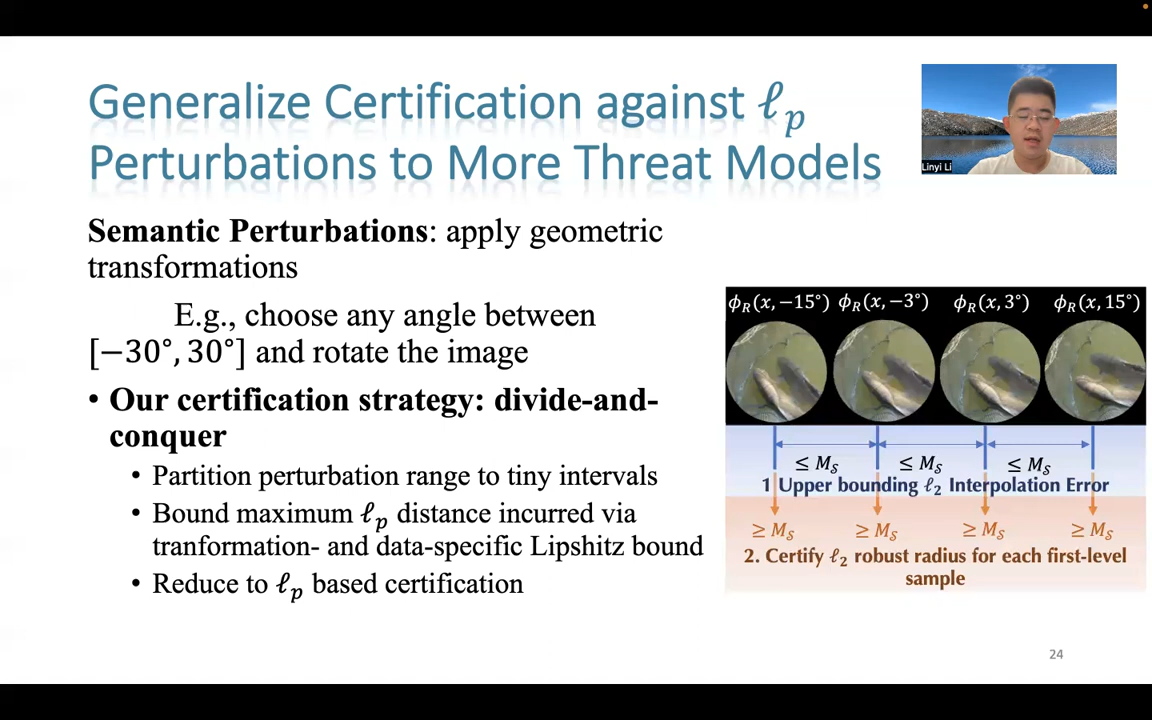 Generalize Certification against ℓp
Perturbations to More Threat Models
Linyi Li
Semantic Perturbations: apply geometric
transformations
E.g., choose any angle between
[−30°, 30°] and rotate the image
• Our certification strategy: divide-and-
conquer
• Partition perturbation range to tiny intervals
• Bound maximum ℓp distance incurred via
tranformation- and data-specific Lipshitz bound
• Reduce to ℓp based certification
ϕR(x, −15°) ϕR(x, −3°) ϕR(x, 3°) ϕR(x, 15°)
≤ MS ≤ MS ≤ MS
1 Upper bounding ℓ2 Interpolation Error
≥ MS ≥ MS ≥ MS ≥ MS
2. Certify ℓ2 robust radius for each first-level
sample
24